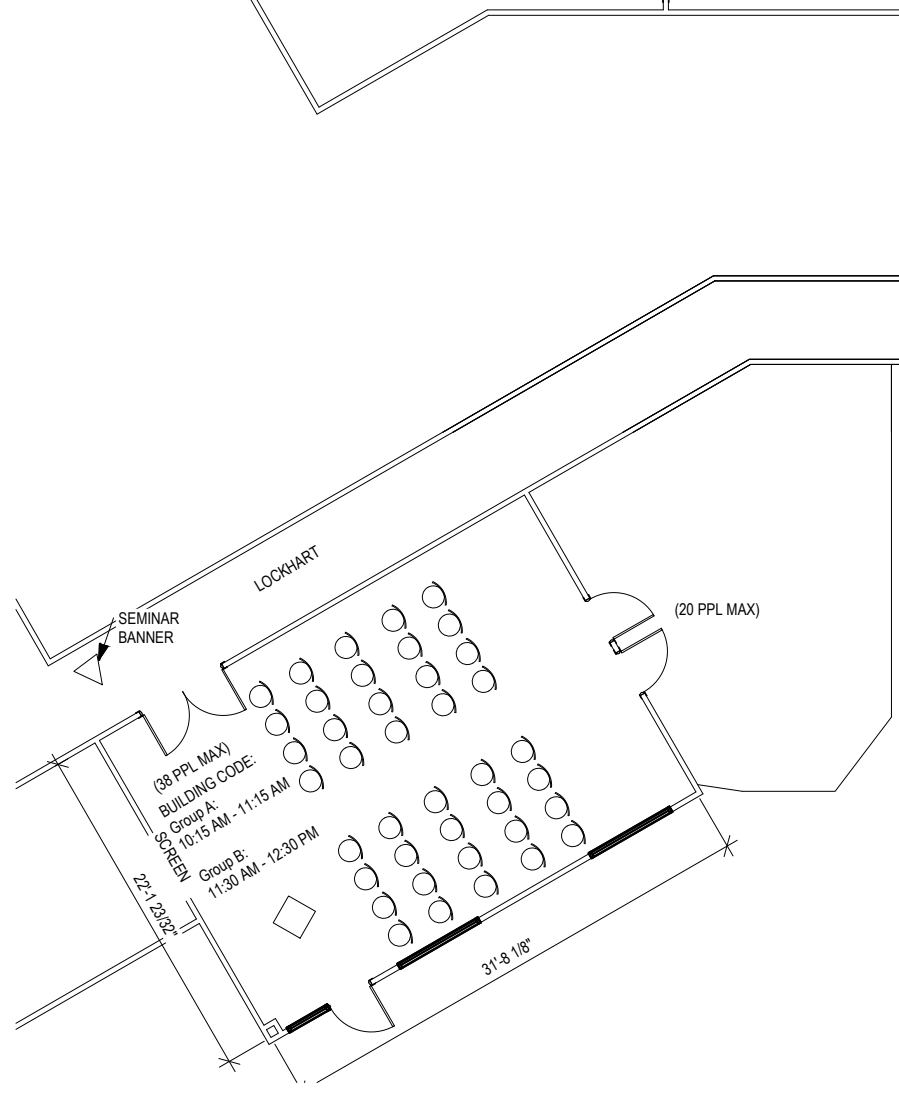 LOCKHART
SEMINAR
BANNER
(20 PPL MAX)
(38 PPL MAX)
BUILDING CODE:
Group A:
10:15 AM - 11:15 AM
SCREEN
Group B:
11:30 AM - 12:30 PM
22'-1 23/32"
31'-8 1/8"